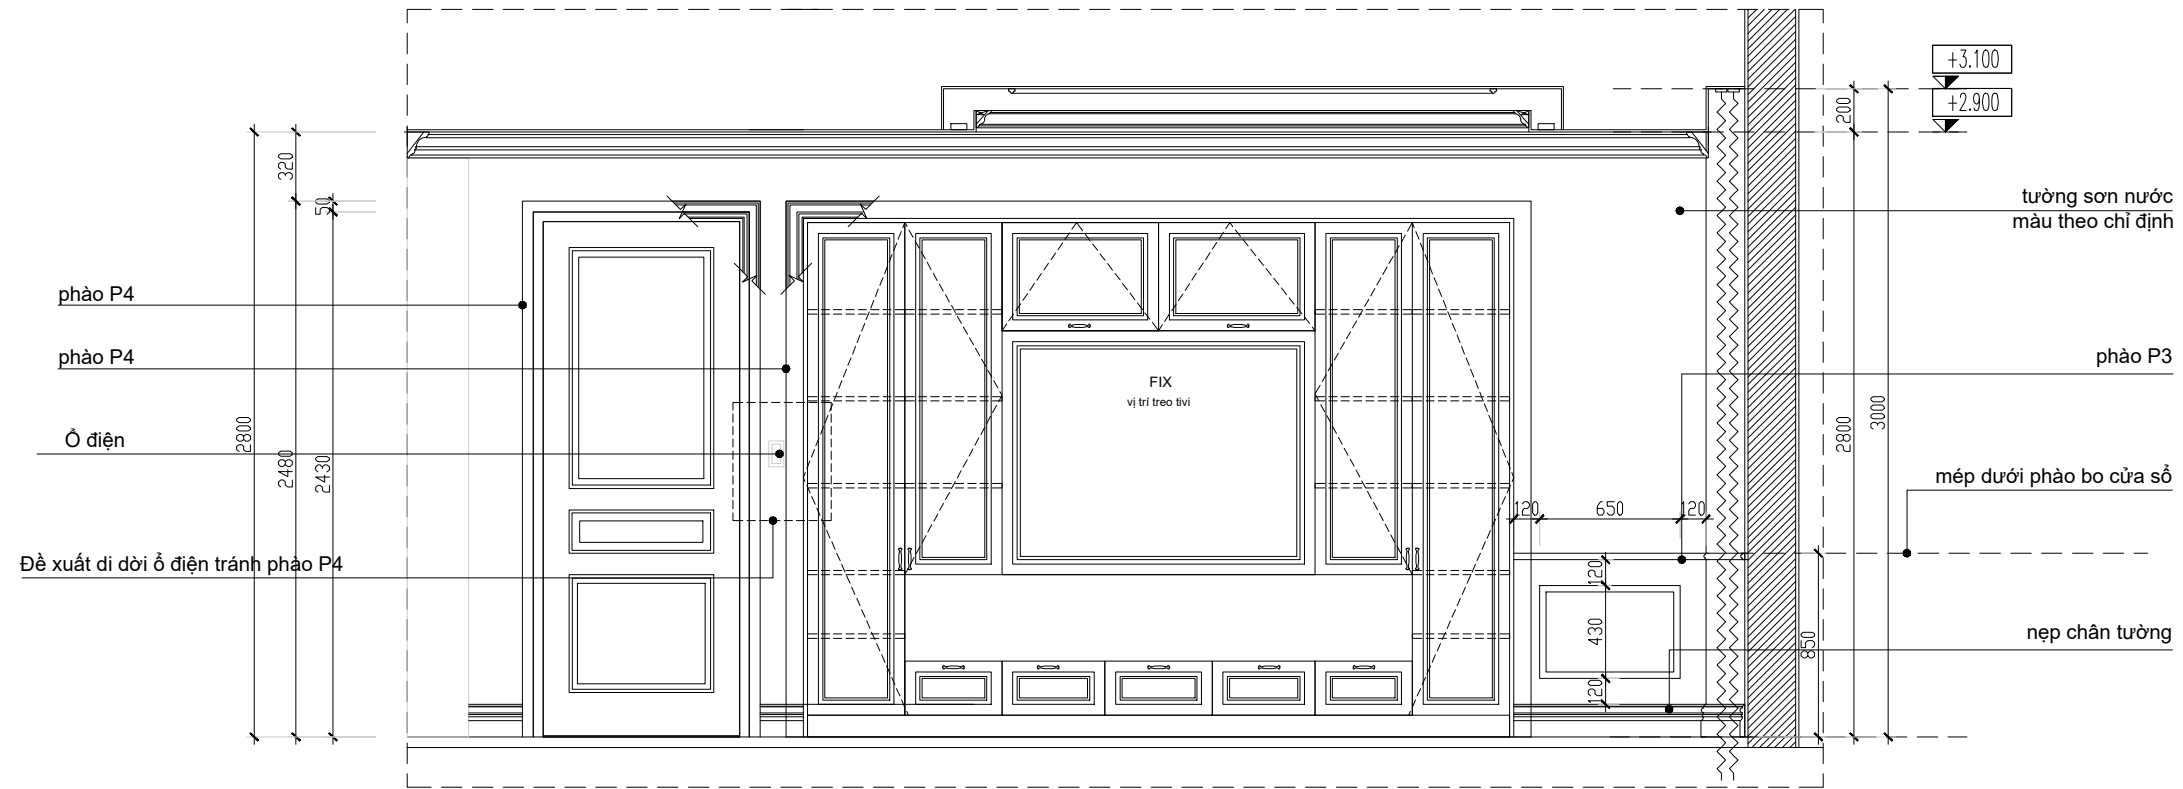 +3.100
+2.900
200
320
50
tường sơn nước
màu theo chỉ định
phào P4
phào P4
phào P3
FIX
vị trí treo tivi
Ổ điện
2800
2480
2430
2800
3000
mép dưới phào bo cửa sổ
120
650
120
Đề xuất di dời ổ điện tránh phào P4
120
430
120
850
nẹp chân tường